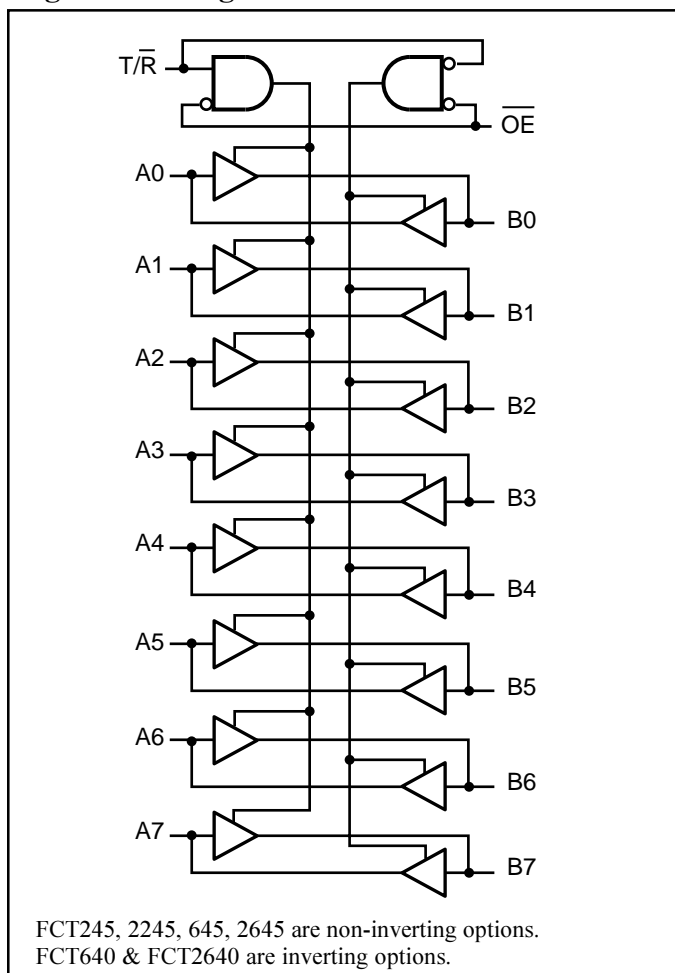 T/R̅
O̅E̅
A0
B0
A1
B1
A2
B2
A3
B3
A4
B4
A5
B5
A6
B6
A7
B7
FCT245, 2245, 645, 2645 are non-inverting options.
FCT640 & FCT2640 are inverting options.